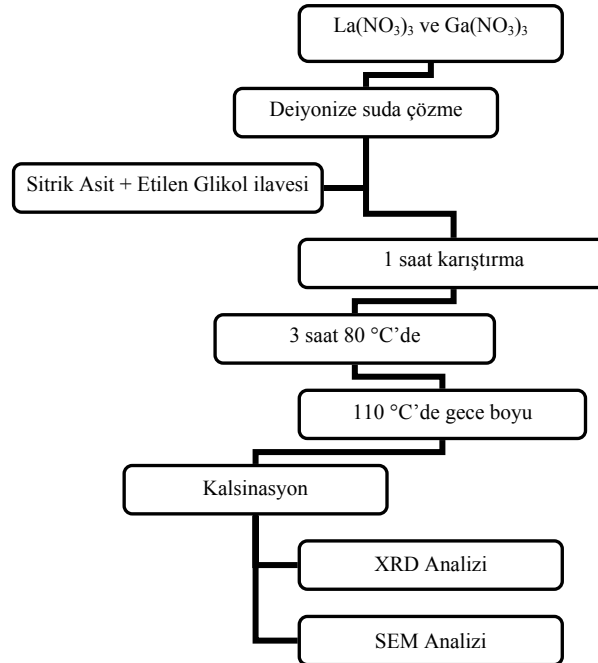 La(NO₃)₃ ve Ga(NO₃)₃
Deiyonize suda çözme
Sitrik Asit + Etilen Glikol ilavesi
1 saat karıştırma
3 saat 80 °C’de
110 °C’de gece boyu
Kalsinasyon
XRD Analizi
SEM Analizi